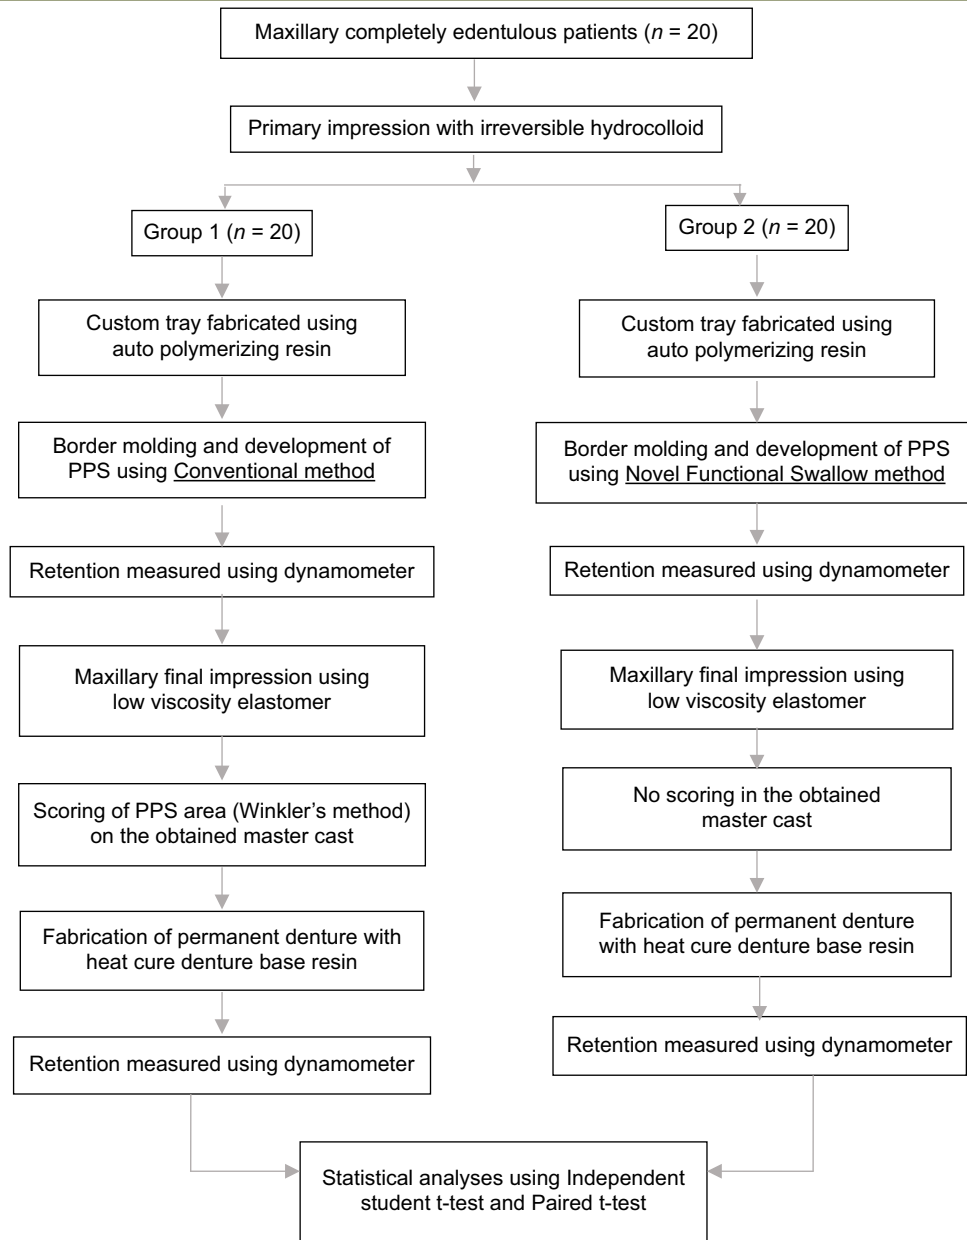 Maxillary completely edentulous patients (n = 20)
Primary impression with irreversible hydrocolloid
Group 1 (n = 20)
Custom tray fabricated using
auto polymerizing resin
Border molding and development of
PPS using Conventional method
Retention measured using dynamometer
Maxillary final impression using
low viscosity elastomer
Scoring of PPS area (Winkler's method)
on the obtained master cast
Fabrication of permanent denture with
heat cure denture base resin
Retention measured using dynamometer
Group 2 (n = 20)
Custom tray fabricated using
auto polymerizing resin
Border molding and development of PPS
using Novel Functional Swallow method
Retention measured using dynamometer
Maxillary final impression using
low viscosity elastomer
No scoring in the obtained
master cast
Fabrication of permanent denture
with heat cure denture base resin
Retention measured using dynamometer
Statistical analyses using Independent
student t-test and Paired t-test